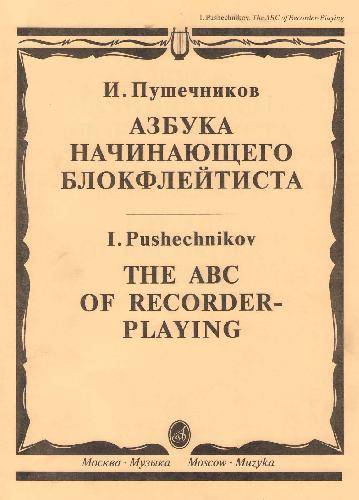 I. Pushechnikov. The ABC of Recorder-Playing
И. Пушечников
АЗБУКА
НАЧИНАЮЩЕГО
БЛОКФЛЕЙТИСТА
I. Pushechnikov
THE ABC
OF RECORDER-
PLAYING
Москва · Музыка Moscow · Muzyka